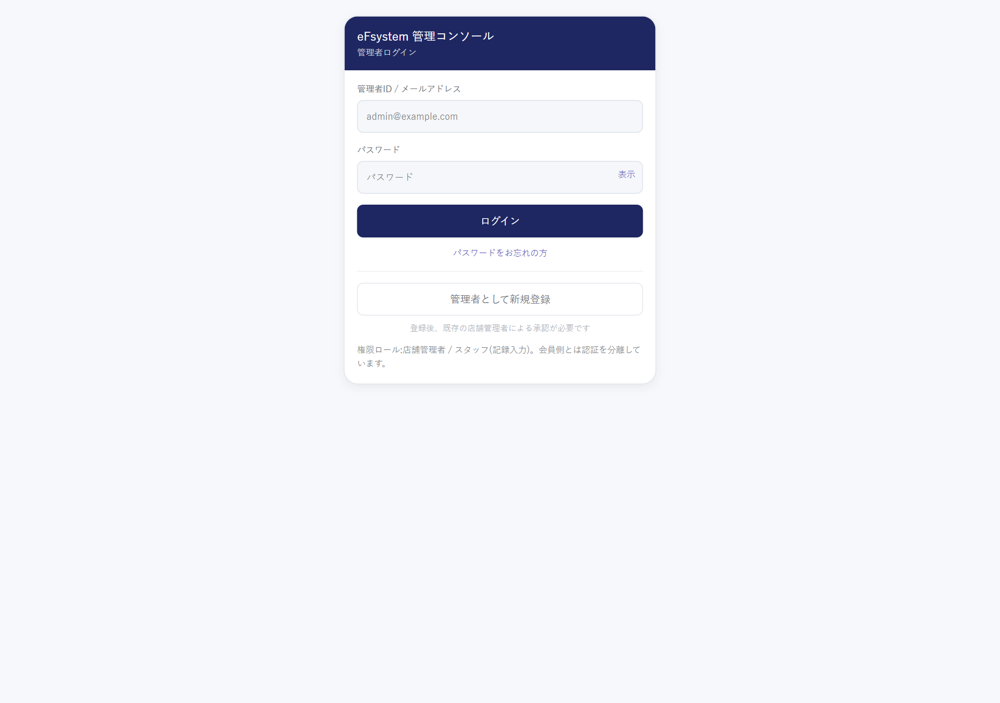 eFsystem 管理コンソール
管理者ログイン
管理者ID / メールアドレス
admin@example.com
パスワード
パスワード
表示
ログイン
パスワードをお忘れの方
管理者として新規登録
登録後、既存の店舗管理者による承認が必要です
権限ロール:店舗管理者 / スタッフ(記録入力)。会員側とは認証を分離して
います。